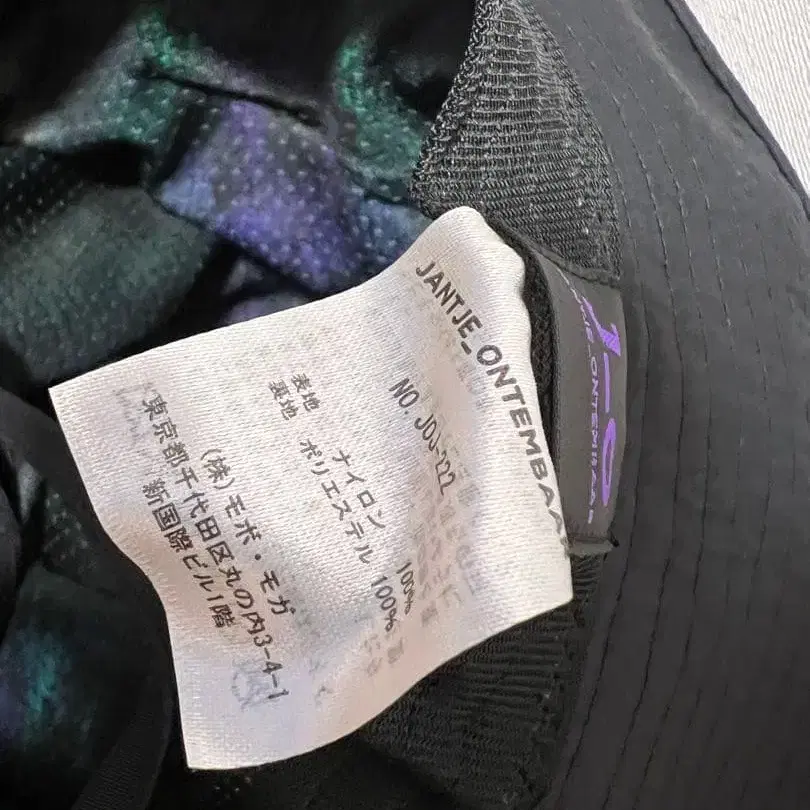 JANTJE_ONTEMBAA
NO. JOJ-222
表地 ナイロン 100%
裏地 ポリエステル 100%
(株)モボ・モガ
東京都千代田区丸の内3-4-1
新国際ビル1階
J—O